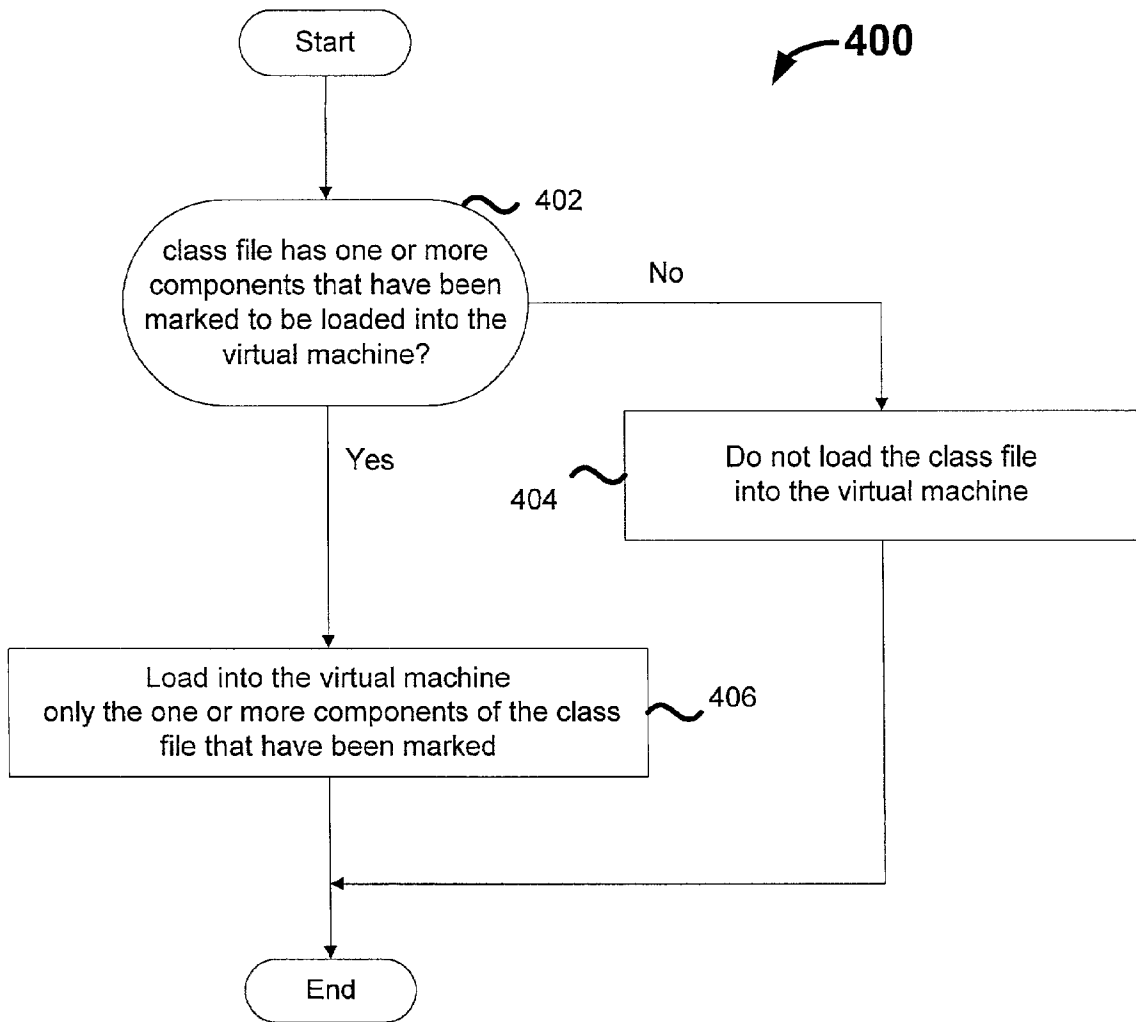 Start
400
402
class file has one or more
components that have been
marked to be loaded into the
virtual machine?
No
Yes
Do not load the class file
into the virtual machine
404
Load into the virtual machine
only the one or more components of the class
file that have been marked
406
End